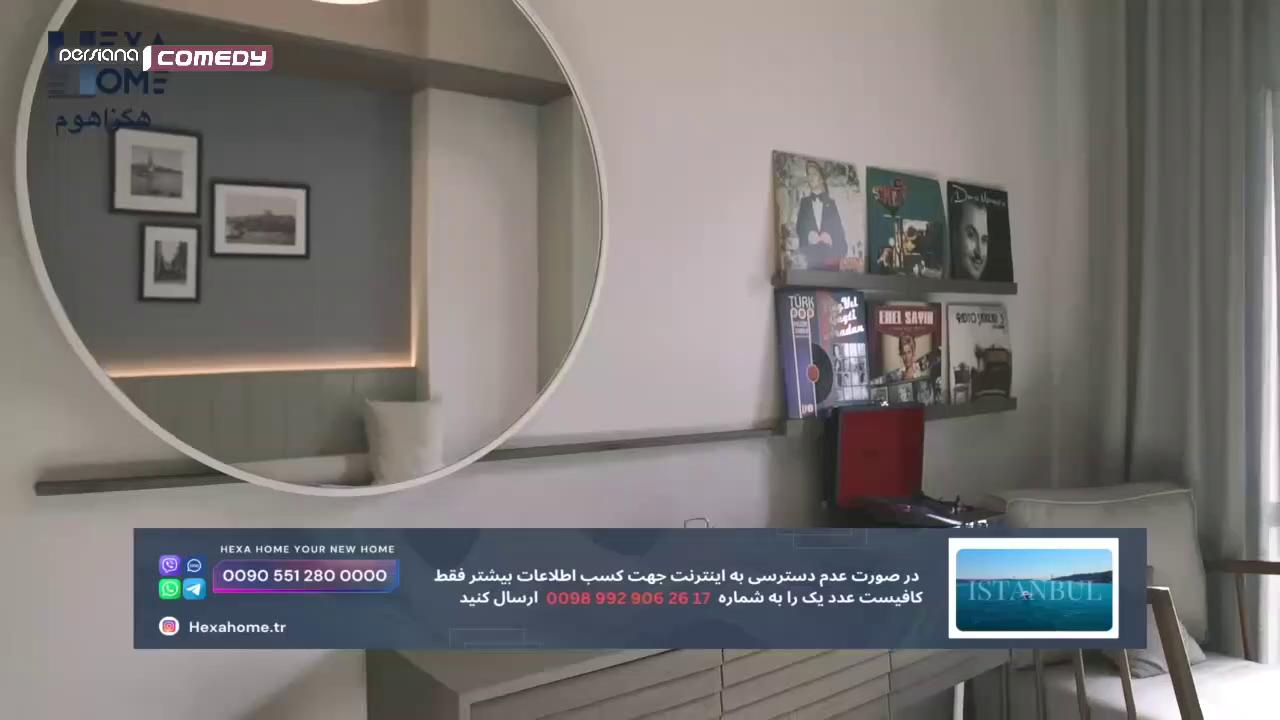 HEXA
HOME
هگزاهوم
persiana COMEDY
TÜRK
POP
EMEL SAYIN
HEXA HOME YOUR NEW HOME
0090 551 280 0000
Hexahome.tr
در صورت عدم دسترسی به اینترنت جهت کسب اطلاعات بیشتر فقط
کافیست عدد یک را به شماره 0098 992 906 26 17 ارسال کنید
ISTANBUL